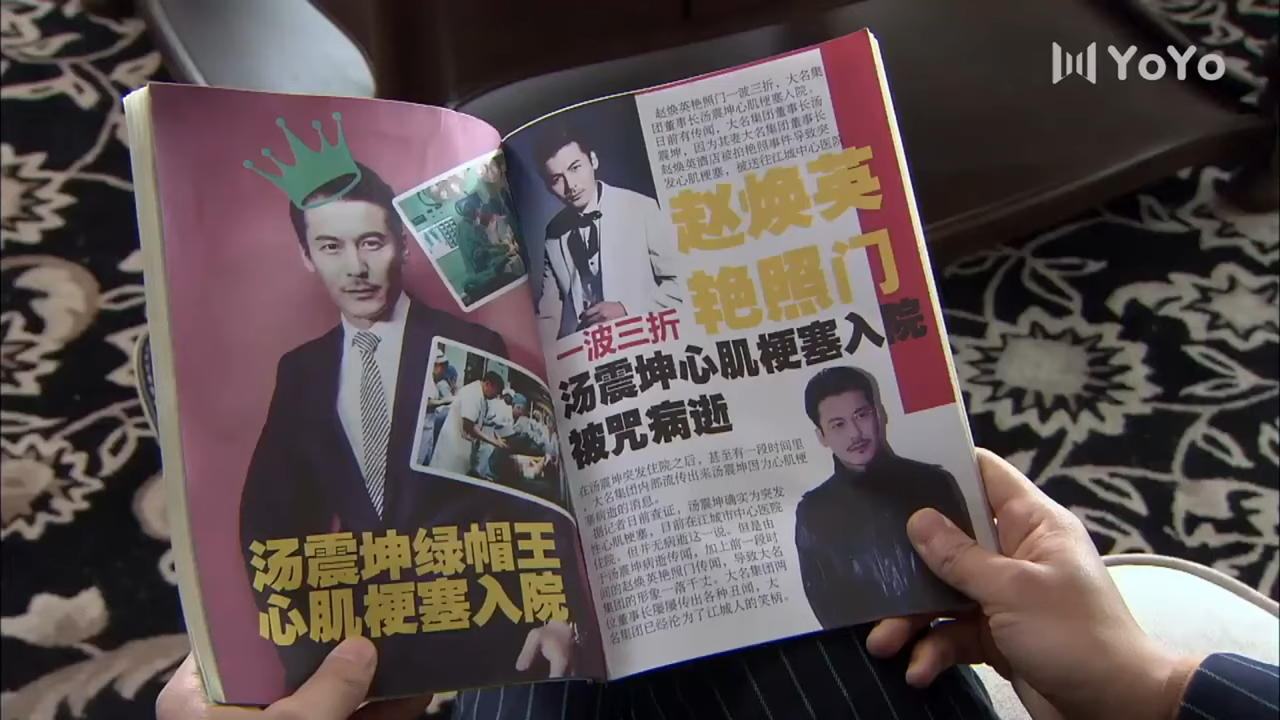 YoYo
汤震坤绿帽王
心肌梗塞入院
赵焕英艳照门一波三折,大名集
团董事长汤震坤心肌梗塞入院。
日前有传闻,大名集团董事长汤
震坤,因为其妻大名集团董事长
赵焕英酒店被拍艳照事件导致突
发心肌梗塞,被送往江城中心医院
赵焕英
艳照门
一波三折
汤震坤心肌梗塞入院
被咒病逝
在汤震坤突发住院之后,甚至有一段时间里
,大名集团内部流传出来汤震坤因为心肌梗
塞病逝的消息。
据记者日前查证,汤震坤确实为突发
性心肌梗塞,目前在江城市中心医院
住院,但并无病逝这一说。但是由
于汤震坤病逝传闻,加上前一段时
间的赵焕英艳照门传闻,导致大名
集团的形象一落千丈。大名集团两
位董事长屡屡传出各种丑闻,大
名集团已经沦为了江城人的笑柄。